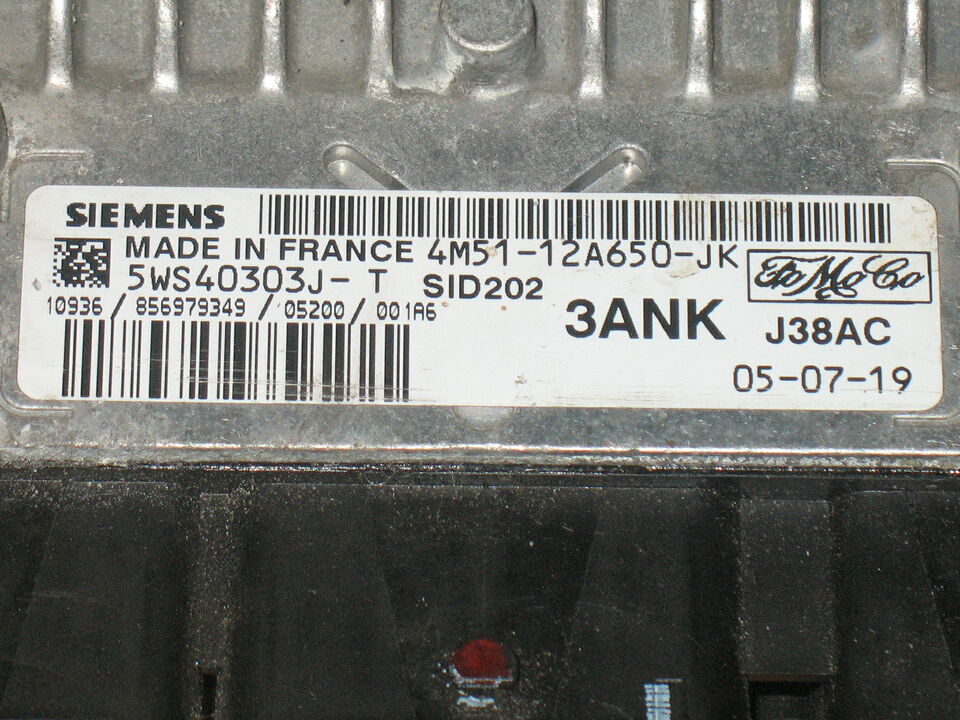 SIEMENS
MADE IN FRANCE 4M51-12A650-JK
5WS40303J- T SID202
FoMoCo
10936 / 856979349 / 05200 / 001A6
3ANK J38AC
05-07-19